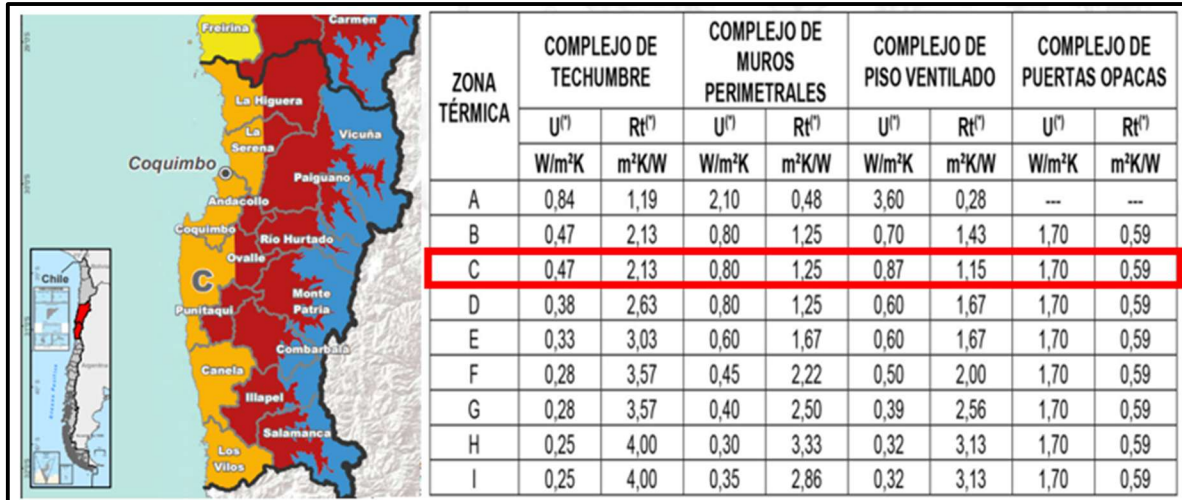 Freirina
Carmen
La Higuera
La
Serena
Vicuña
Coquimbo
Paiguano
Andacollo
Coquimbo
Río Hurtado
Ovalle
C
Monte
Patria
Punitaqui
Combarbalá
Canela
Illapel
Salamanca
Los
Vilos
Chile
Argentina
ZONA
TÉRMICA
COMPLEJO DE
TECHUMBRE
COMPLEJO DE
MUROS
PERIMETRALES
COMPLEJO DE
PISO VENTILADO
COMPLEJO DE
PUERTAS OPACAS
U(*) Rt(*) U(*) Rt(*) U(*) Rt(*) U(*) Rt(*)
W/m²K m²K/W W/m²K m²K/W W/m²K m²K/W W/m²K m²K/W
A 0,84 1,19 2,10 0,48 3,60 0,28 --- ---
B 0,47 2,13 0,80 1,25 0,70 1,43 1,70 0,59
C 0,47 2,13 0,80 1,25 0,87 1,15 1,70 0,59
D 0,38 2,63 0,80 1,25 0,60 1,67 1,70 0,59
E 0,33 3,03 0,60 1,67 0,60 1,67 1,70 0,59
F 0,28 3,57 0,45 2,22 0,50 2,00 1,70 0,59
G 0,28 3,57 0,40 2,50 0,39 2,56 1,70 0,59
H 0,25 4,00 0,30 3,33 0,32 3,13 1,70 0,59
I 0,25 4,00 0,35 2,86 0,32 3,13 1,70 0,59